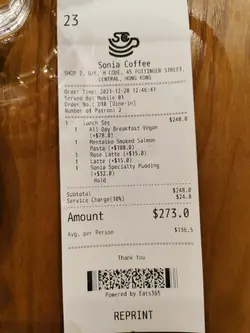 23
Sonia Coffee
SHOP 7, G/F, H CODE, 45 POTTINGER STREET,
CENTRAL, HONG KONG
Order Time: 2023-12-28 12:46:47
Served By: Mobile 01
Order No.: D10 [Dine-in]
Number of Patron: 2
1 Lunch Set $248.0
1 All Day Breakfast Vegan
(+$78.0)
1 Mentaiko Smoked Salmon
Pasta (+$108.0)
1 Rose Latte (+$15.0)
1 Latte (+$15.0)
1 Sonia Specialty Pudding
(+$32.0)
Hold
Subtotal $248.0
Service Charge(10%) $24.8
Amount $273.0
Avg. per Person $136.5
Thank You
Powered by Eats365
REPRINT